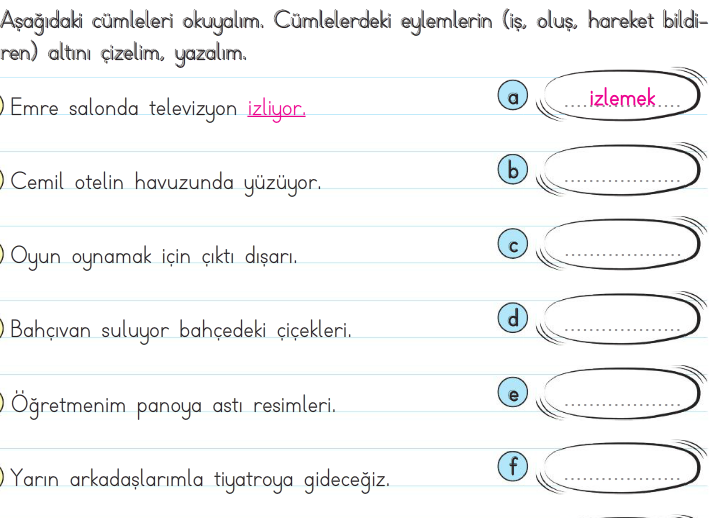 Aşağıdaki cümleleri okuyalım. Cümlelerdeki eylemlerin (iş, oluş, hareket bildi-
ren) altını çizelim, yazalım.
Emre salonda televizyon izliyor. a ....izlemek....
Cemil otelin havuzunda yüzüyor. b ....................
Oyun oynamak için çıktı dışarı. c ....................
Bahçıvan suluyor bahçedeki çiçekleri. d ....................
Öğretmenim panoya astı resimleri. e ....................
Yarın arkadaşlarımla tiyatroya gideceğiz. f ....................